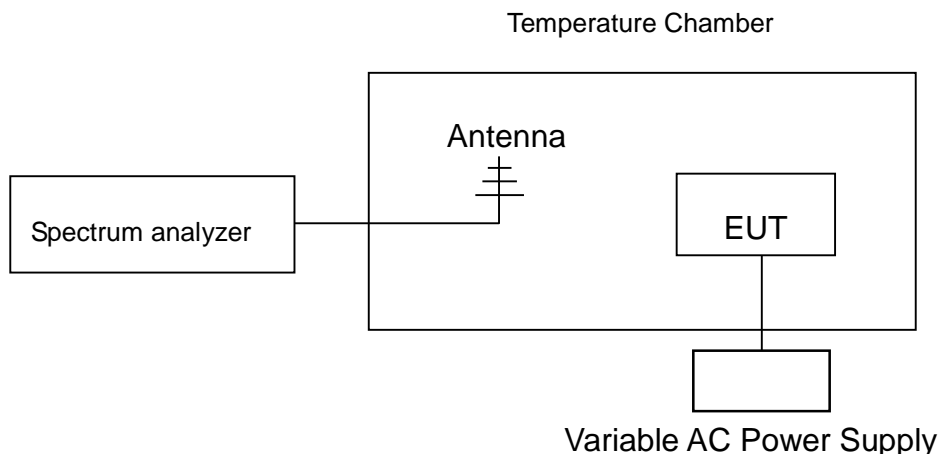 Temperature Chamber
Antenna
Spectrum analyzer
EUT
Variable AC Power Supply